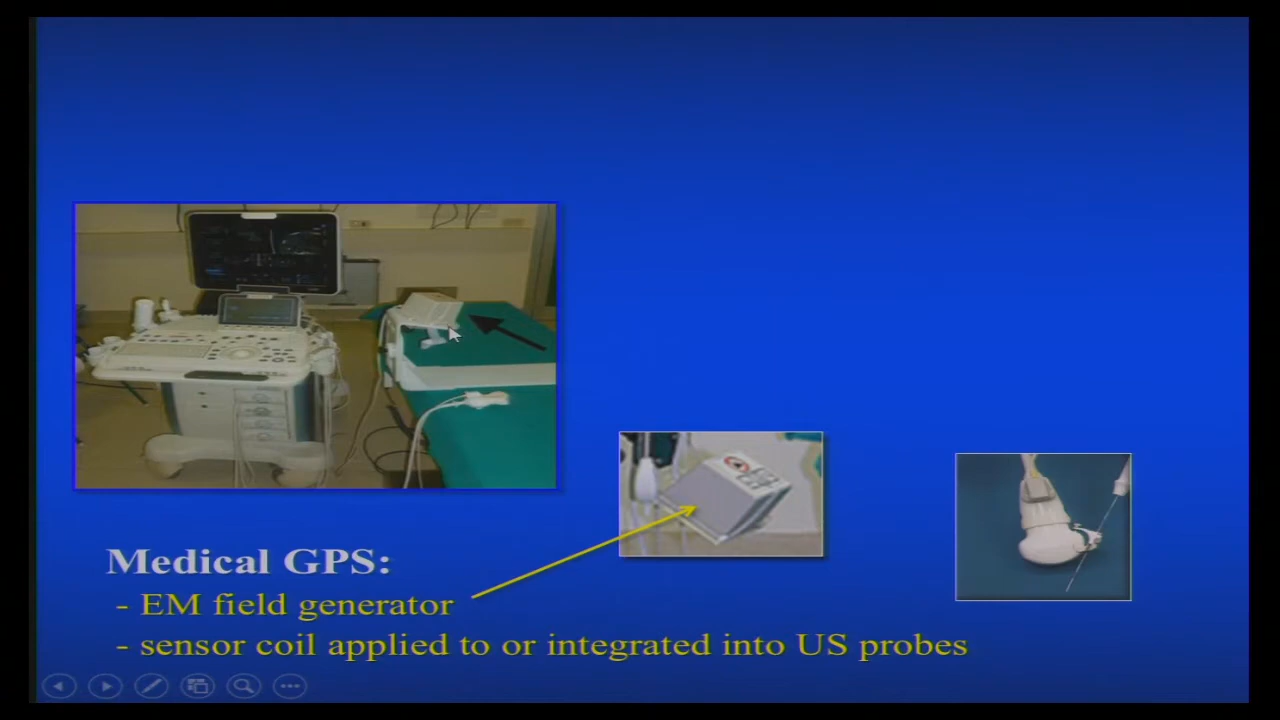 Medical GPS:
- EM field generator
- sensor coil applied to or integrated into US probes